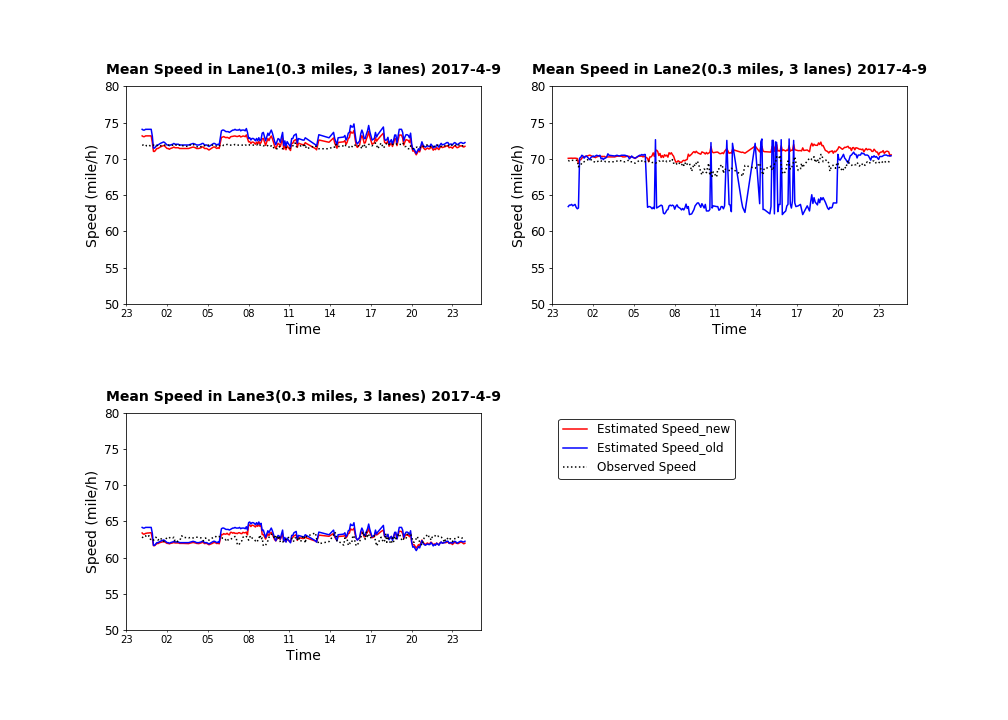 Mean Speed in Lane1(0.3 miles, 3 lanes) 2017-4-9
80
75
70
65
60
55
50
Speed (mile/h)
23 02 05 08 11 14 17 20 23
Time
Mean Speed in Lane2(0.3 miles, 3 lanes) 2017-4-9
80
75
70
65
60
55
50
Speed (mile/h)
23 02 05 08 11 14 17 20 23
Time
Mean Speed in Lane3(0.3 miles, 3 lanes) 2017-4-9
80
75
70
65
60
55
50
Speed (mile/h)
23 02 05 08 11 14 17 20 23
Time
Estimated Speed_new
Estimated Speed_old
Observed Speed